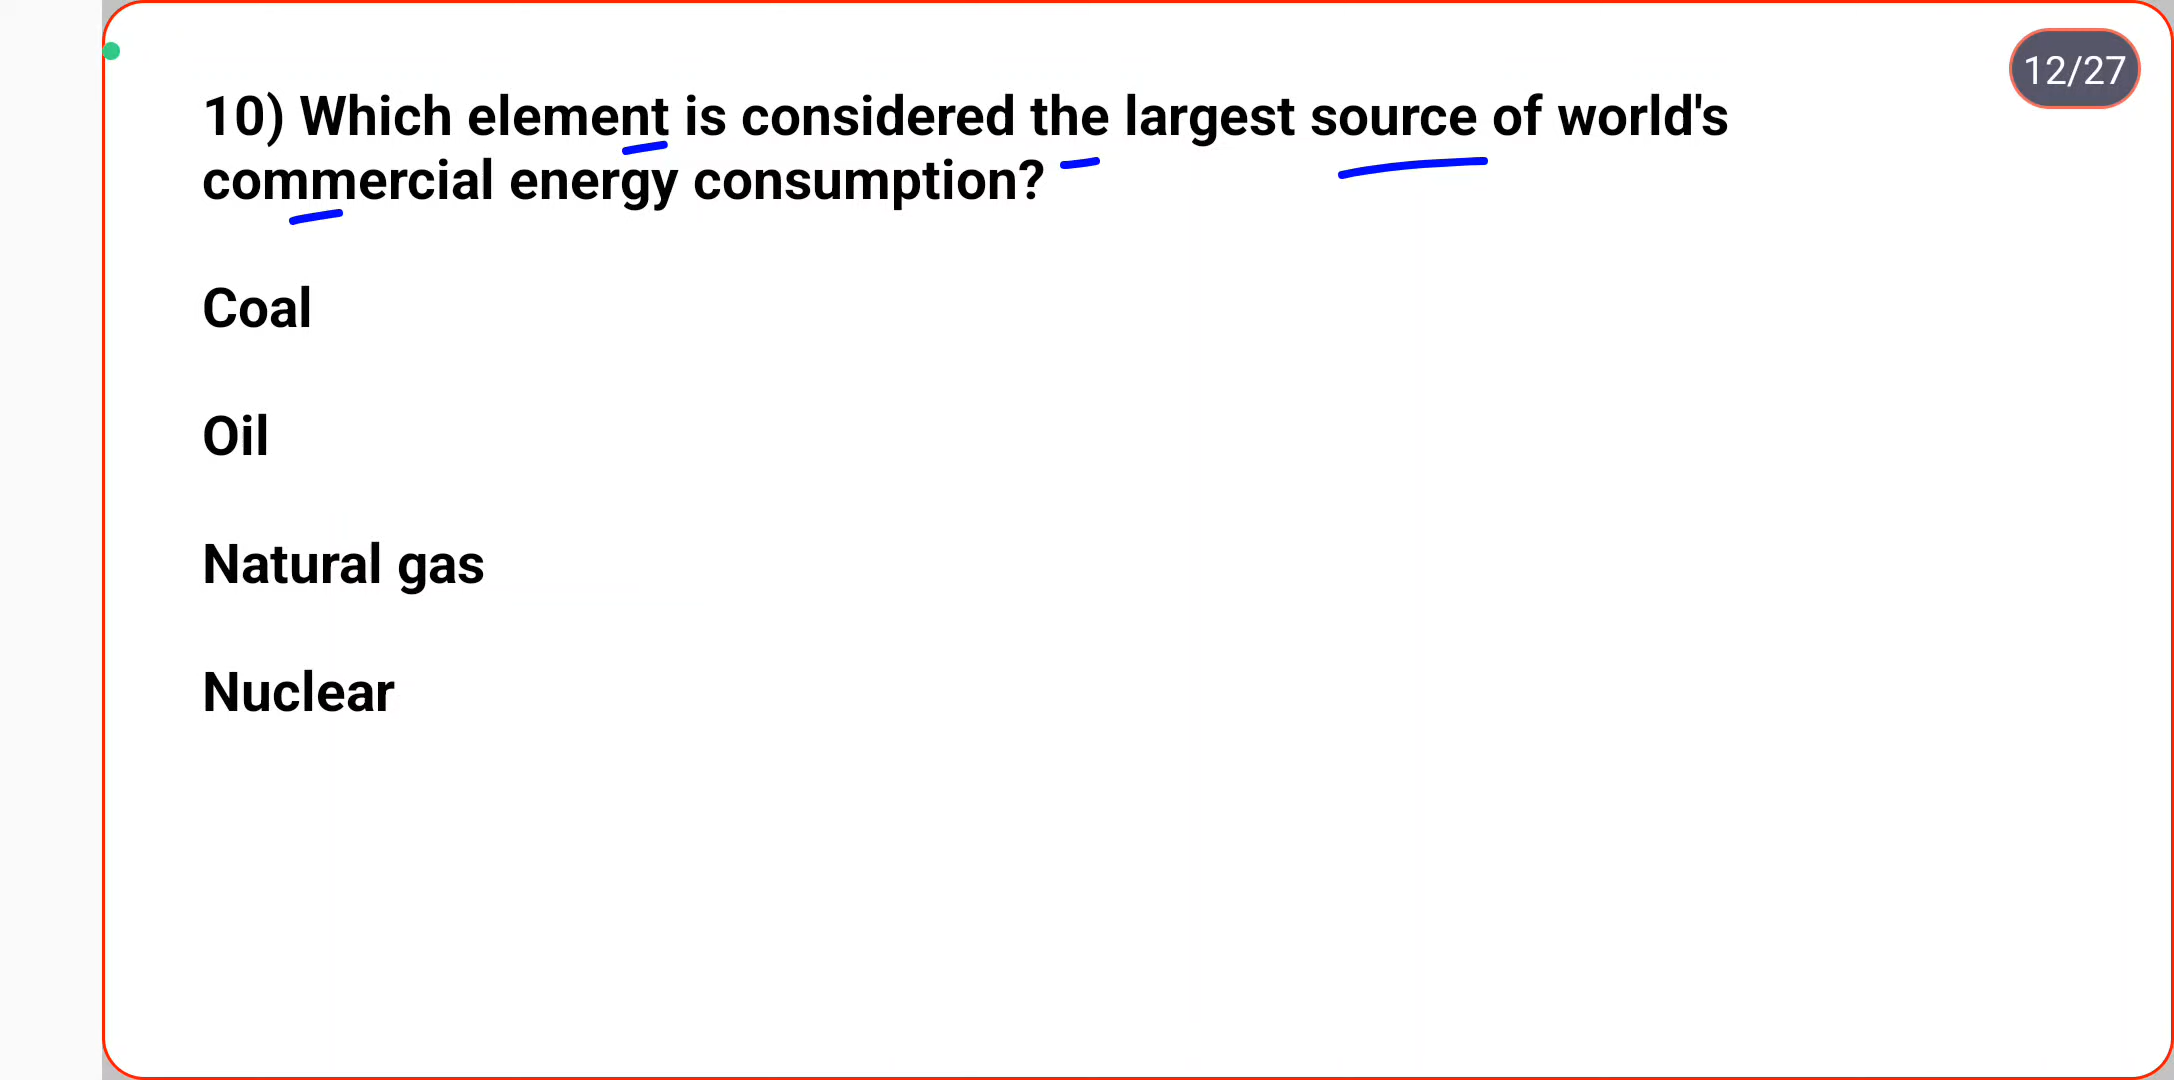 12/27
10) Which element is considered the largest source of world's
commercial energy consumption?
Coal
Oil
Natural gas
Nuclear